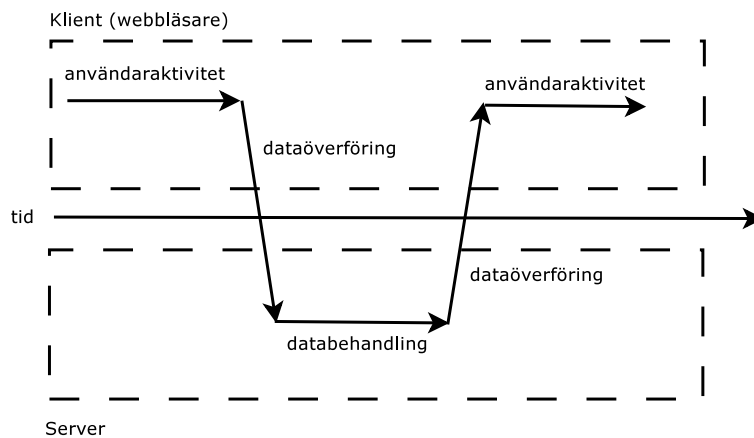 Klient (webbläsare)
användaraktivitet
användaraktivitet
dataöverföring
tid
dataöverföring
databehandling
Server